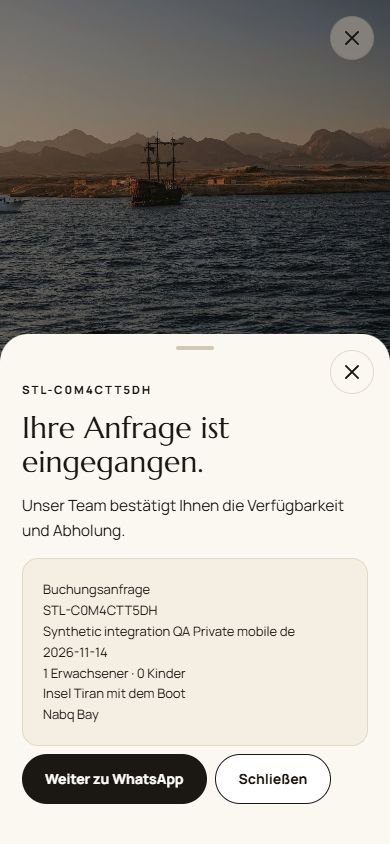 STL-C0M4CTT5DH
Ihre Anfrage ist
eingegangen.
Unser Team bestätigt Ihnen die Verfügbarkeit
und Abholung.
Buchungsanfrage
STL-C0M4CTT5DH
Synthetic integration QA Private mobile de
2026-11-14
1 Erwachsener · 0 Kinder
Insel Tiran mit dem Boot
Nabq Bay
Weiter zu WhatsApp
Schließen